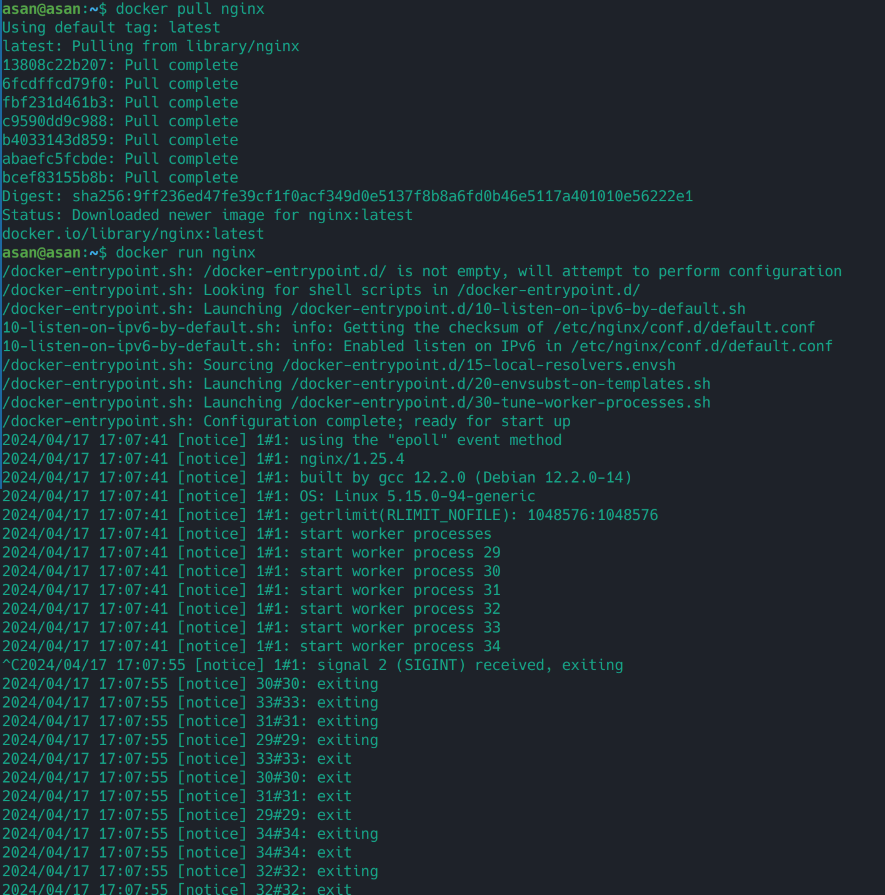 asan@asan:~$ docker pull nginx
Using default tag: latest
latest: Pulling from library/nginx
13808c22b207: Pull complete
6fcdffcd79f0: Pull complete
fbf231d461b3: Pull complete
c9590dd9c988: Pull complete
b4033143d859: Pull complete
abaefc5fcbde: Pull complete
bcef83155b8b: Pull complete
Digest: sha256:9ff236ed47fe39cf1f0acf349d0e5137f8b8a6fd0b46e5117a401010e56222e1
Status: Downloaded newer image for nginx:latest
docker.io/library/nginx:latest
asan@asan:~$ docker run nginx
/docker-entrypoint.sh: /docker-entrypoint.d/ is not empty, will attempt to perform configuration
/docker-entrypoint.sh: Looking for shell scripts in /docker-entrypoint.d/
/docker-entrypoint.sh: Launching /docker-entrypoint.d/10-listen-on-ipv6-by-default.sh
10-listen-on-ipv6-by-default.sh: info: Getting the checksum of /etc/nginx/conf.d/default.conf
10-listen-on-ipv6-by-default.sh: info: Enabled listen on IPv6 in /etc/nginx/conf.d/default.conf
/docker-entrypoint.sh: Sourcing /docker-entrypoint.d/15-local-resolvers.envsh
/docker-entrypoint.sh: Launching /docker-entrypoint.d/20-envsubst-on-templates.sh
/docker-entrypoint.sh: Launching /docker-entrypoint.d/30-tune-worker-processes.sh
/docker-entrypoint.sh: Configuration complete; ready for start up
2024/04/17 17:07:41 [notice] 1#1: using the "epoll" event method
2024/04/17 17:07:41 [notice] 1#1: nginx/1.25.4
2024/04/17 17:07:41 [notice] 1#1: built by gcc 12.2.0 (Debian 12.2.0-14)
2024/04/17 17:07:41 [notice] 1#1: OS: Linux 5.15.0-94-generic
2024/04/17 17:07:41 [notice] 1#1: getrlimit(RLIMIT_NOFILE): 1048576:1048576
2024/04/17 17:07:41 [notice] 1#1: start worker processes
2024/04/17 17:07:41 [notice] 1#1: start worker process 29
2024/04/17 17:07:41 [notice] 1#1: start worker process 30
2024/04/17 17:07:41 [notice] 1#1: start worker process 31
2024/04/17 17:07:41 [notice] 1#1: start worker process 32
2024/04/17 17:07:41 [notice] 1#1: start worker process 33
2024/04/17 17:07:41 [notice] 1#1: start worker process 34
^C2024/04/17 17:07:55 [notice] 1#1: signal 2 (SIGINT) received, exiting
2024/04/17 17:07:55 [notice] 30#30: exiting
2024/04/17 17:07:55 [notice] 33#33: exiting
2024/04/17 17:07:55 [notice] 31#31: exiting
2024/04/17 17:07:55 [notice] 29#29: exiting
2024/04/17 17:07:55 [notice] 33#33: exit
2024/04/17 17:07:55 [notice] 30#30: exit
2024/04/17 17:07:55 [notice] 31#31: exit
2024/04/17 17:07:55 [notice] 29#29: exit
2024/04/17 17:07:55 [notice] 34#34: exiting
2024/04/17 17:07:55 [notice] 34#34: exit
2024/04/17 17:07:55 [notice] 32#32: exiting
2024/04/17 17:07:55 [notice] 32#32: exit